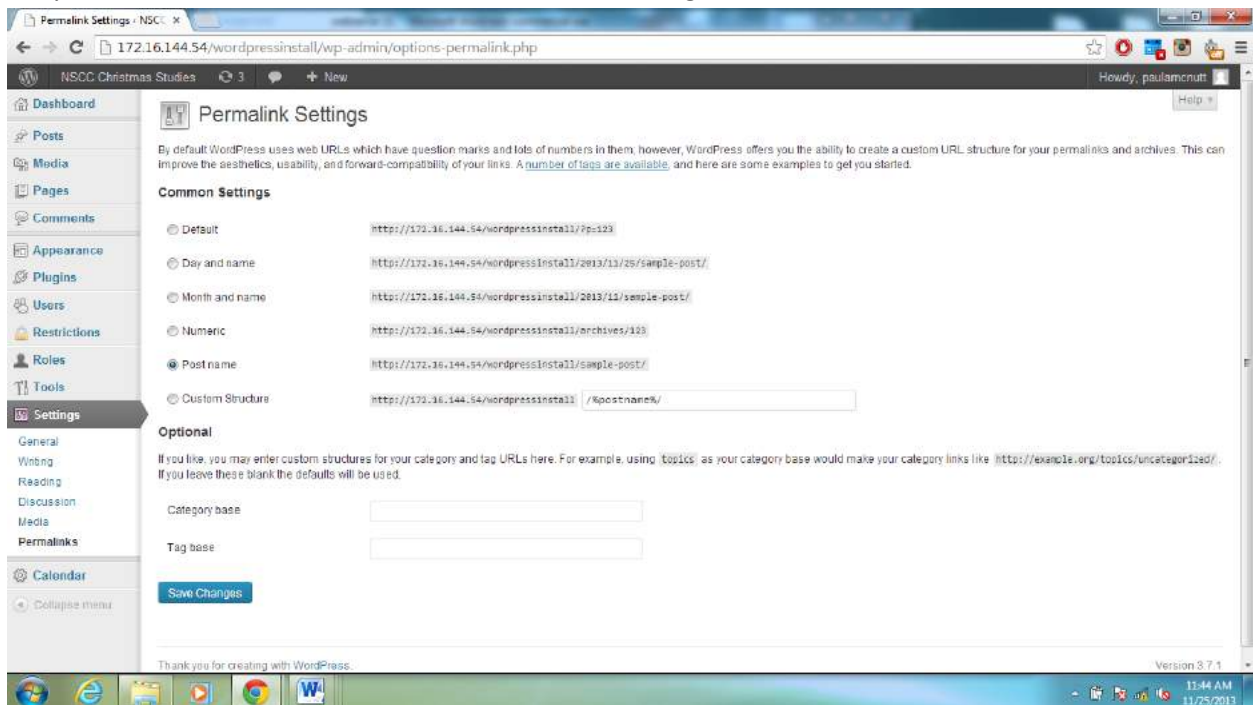 Permalink Settings ‹ NSCC
172.16.144.54/wordpressinstall/wp-admin/options-permalink.php
NSCC Christmas Studies 3 + New Howdy, paulamcnutt
Help
Dashboard
Posts
Media
Pages
Comments
Appearance
Plugins
Users
Restrictions
Roles
Tools
Settings
General
Writing
Reading
Discussion
Media
Permalinks
Calendar
Collapse menu
Permalink Settings
By default WordPress uses web URLs which have question marks and lots of numbers in them, however, WordPress offers you the ability to create a custom URL structure for your permalinks and archives. This can
improve the aesthetics, usability, and forward-compatibility of your links. A number of tags are available, and here are some examples to get you started.
Common Settings
Default http://172.16.144.54/wordpressinstall/?p=123
Day and name http://172.16.144.54/wordpressinstall/2013/11/25/sample-post/
Month and name http://172.16.144.54/wordpressinstall/2013/11/sample-post/
Numeric http://172.16.144.54/wordpressinstall/archives/123
Post name http://172.16.144.54/wordpressinstall/sample-post/
Custom Structure http://172.16.144.54/wordpressinstall /%postname%/
Optional
If you like, you may enter custom structures for your category and tag URLs here. For example, using topics as your category base would make your category links like http://example.org/topics/uncategorized/ .
If you leave these blank the defaults will be used.
Category base
Tag base
Save Changes
Thank you for creating with WordPress. Version 3.7.1
11:44 AM
11/25/2013